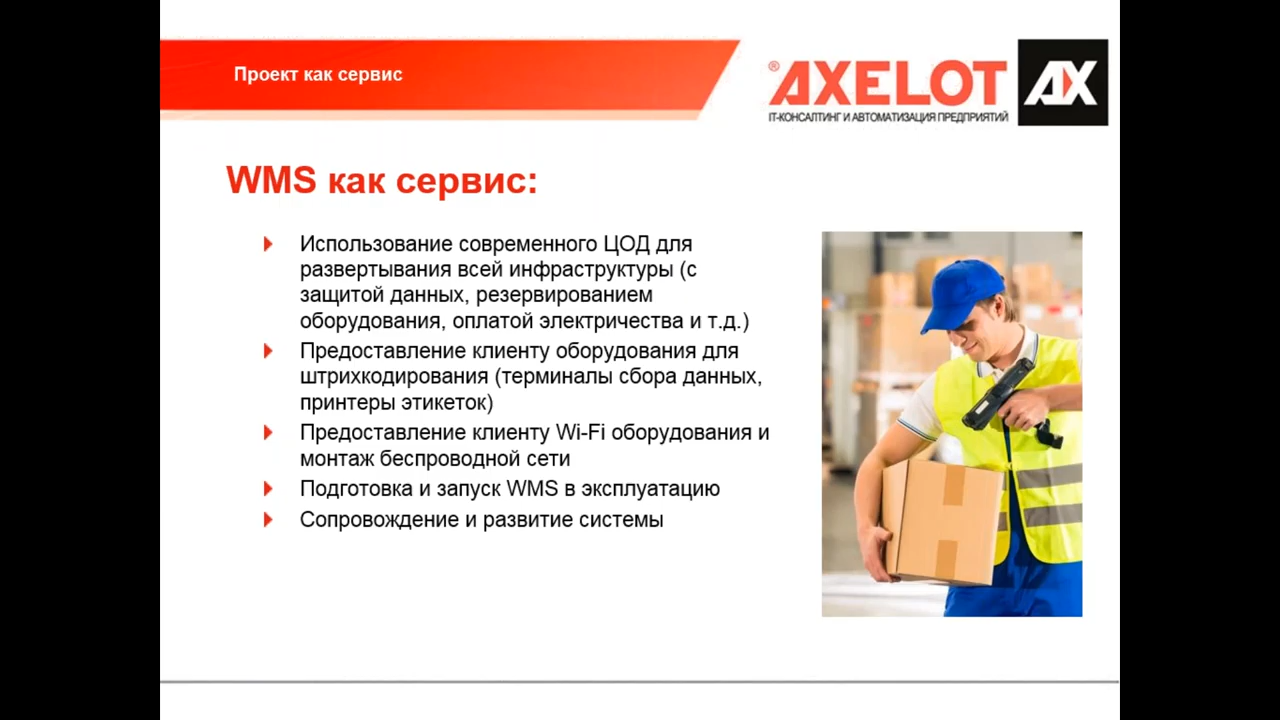 Проект как сервис
® AXELOT AX
IT-КОНСАЛТИНГ И АВТОМАТИЗАЦИЯ ПРЕДПРИЯТИЙ
WMS как сервис:
Использование современного ЦОД для
развертывания всей инфраструктуры (с
защитой данных, резервированием
оборудования, оплатой электричества и т.д.)
Предоставление клиенту оборудования для
штрихкодирования (терминалы сбора данных,
принтеры этикеток)
Предоставление клиенту Wi-Fi оборудования и
монтаж беспроводной сети
Подготовка и запуск WMS в эксплуатацию
Сопровождение и развитие системы